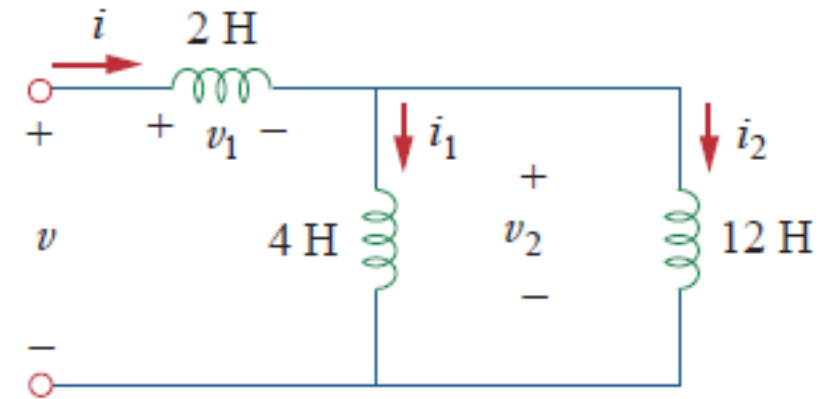 i
2 H
+
+ v₁ −
i₁
i₂
v
4 H
+
v₂
−
12 H
−